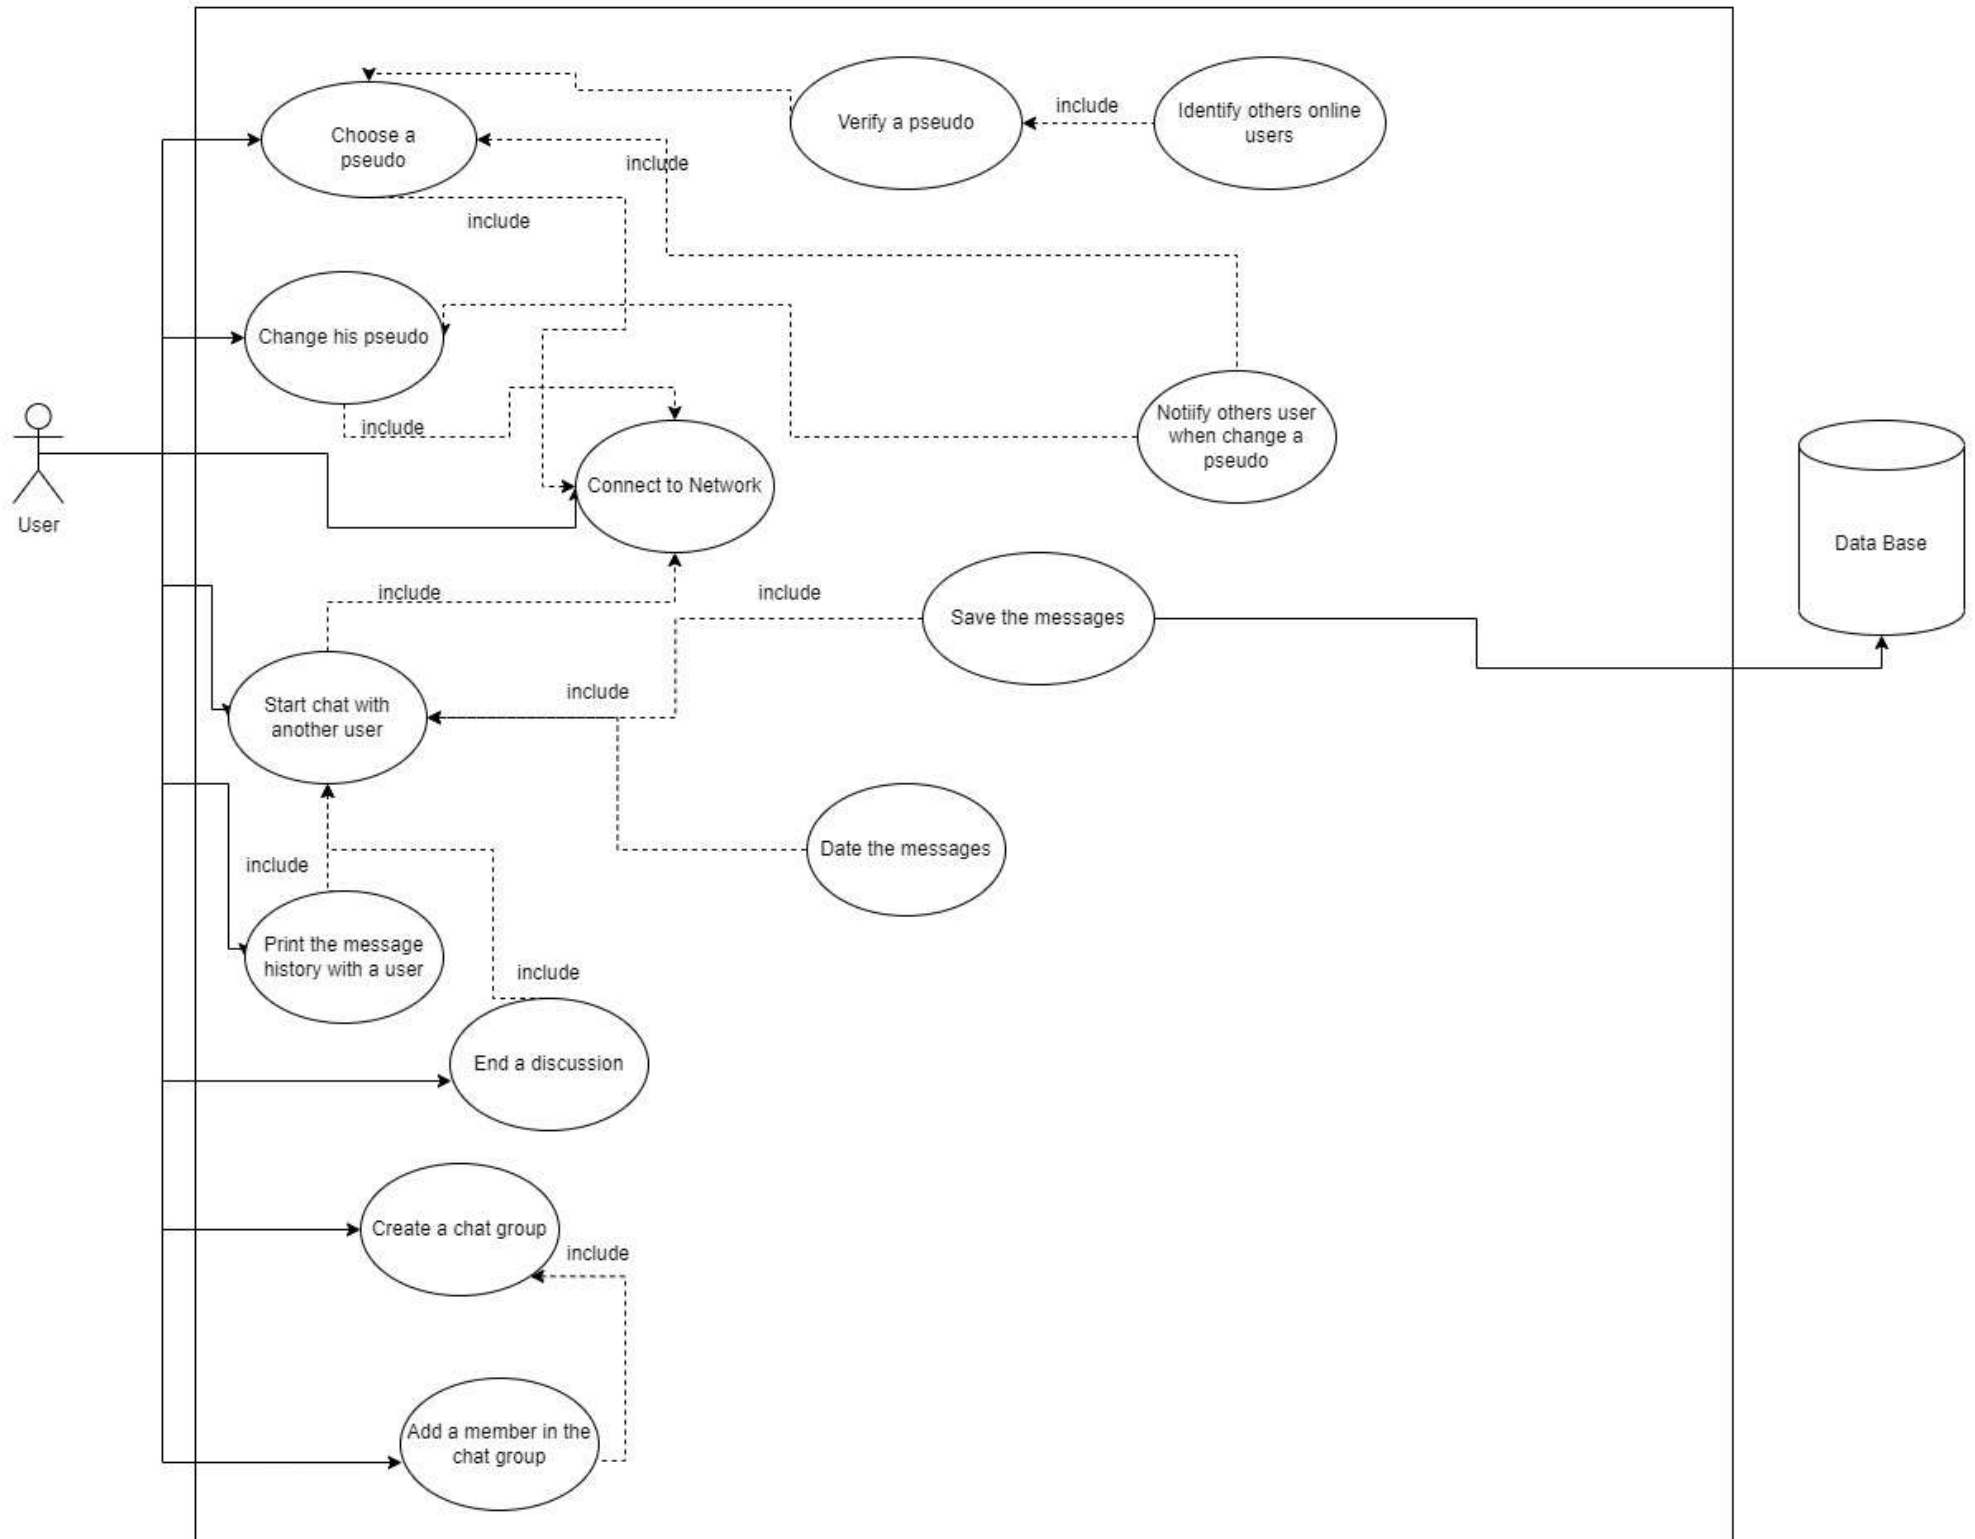 Choose a
pseudo
Verify a pseudo
include
Identify others online
users
include
include
Change his pseudo
include
Notiify others user
when change a
pseudo
Connect to Network
User
Data Base
include
include
Save the messages
include
Start chat with
another user
Date the messages
include
Print the message
history with a user
include
End a discussion
Create a chat group
include
Add a member in the
chat group